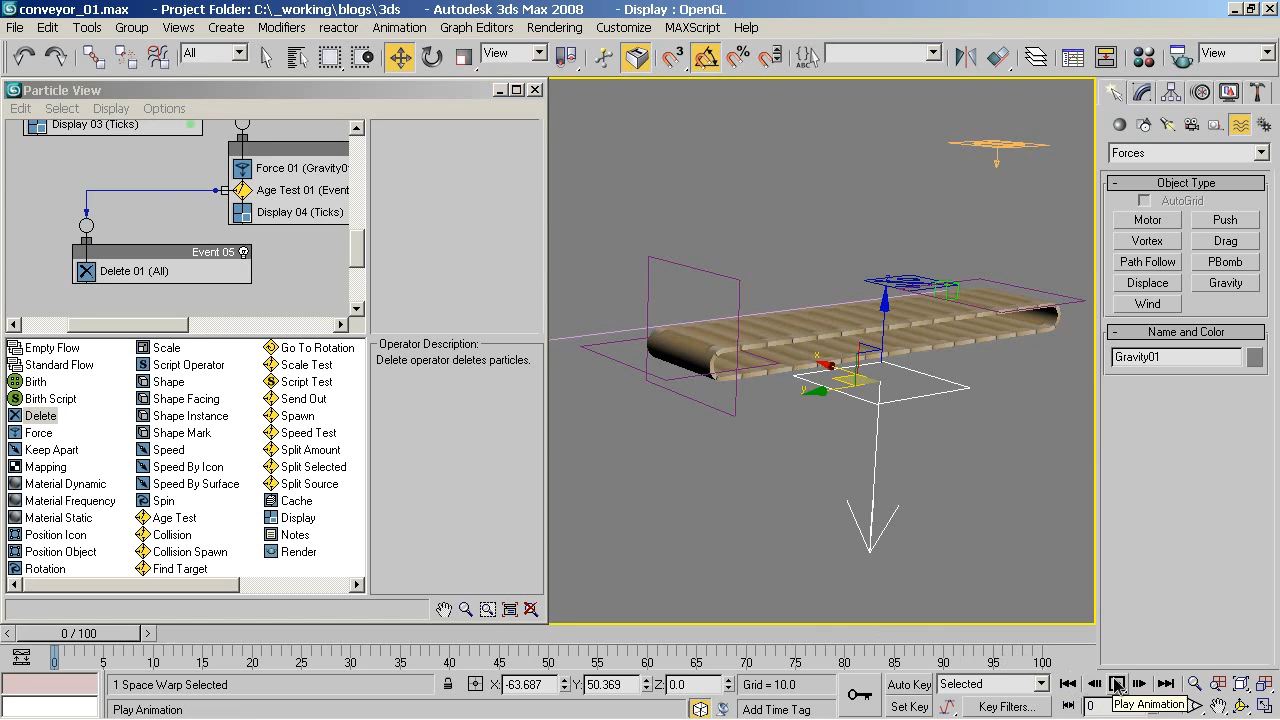 conveyor_01.max - Project Folder: C:\_working\blogs\3ds - Autodesk 3ds Max 2008 - Display : OpenGL
File Edit Tools Group Views Create Modifiers reactor Animation Graph Editors Rendering Customize MAXScript Help
All View 3 % ABC View
Particle View
Edit Select Display Options
Display 03 (Ticks)
Force 01 (Gravity0
Age Test 01 (Event
Display 04 (Ticks)
Event 05
Delete 01 (All)
Empty Flow Scale Go To Rotation
Standard Flow Script Operator Scale Test
Birth Shape Script Test
Birth Script Shape Facing Send Out
Delete Shape Instance Spawn
Force Shape Mark Speed Test
Keep Apart Speed Split Amount
Mapping Speed By Icon Split Selected
Material Dynamic Speed By Surface Split Source
Material Frequency Spin Cache
Material Static Age Test Display
Position Icon Collision Notes
Position Object Collision Spawn Render
Rotation Find Target
Operator Description:
Delete operator deletes particles.
x
y
Forces
- Object Type
AutoGrid
Motor Push
Vortex Drag
Path Follow PBomb
Displace Gravity
Wind
- Name and Color
Gravity01
< 0 / 100 >
0 5 10 15 20 25 30 35 40 45 50 55 60 65 70 75 80 85 90 95 100
1 Space Warp Selected X: -63.687 Y: 50.369 Z: 0.0 Grid = 10.0 Auto Key Selected
Play Animation Add Time Tag Set Key Key Filters... 0 Play Animation